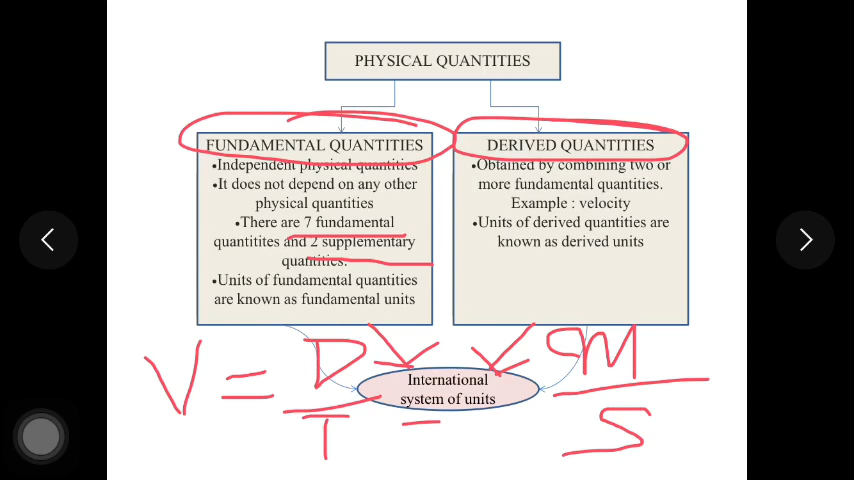 PHYSICAL QUANTITIES
FUNDAMENTAL QUANTITIES
•Independent physical quantities
•It does not depend on any other
physical quantities
•There are 7 fundamental
quantitites and 2 supplementary
quantities.
•Units of fundamental quantities
are known as fundamental units
DERIVED QUANTITIES
•Obtained by combining two or
more fundamental quantities.
Example : velocity
•Units of derived quantities are
known as derived units
International
system of units
V = D
T
M
S